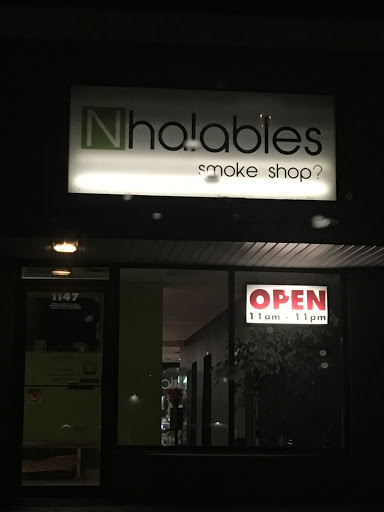 Nhalables
smoke shop?
1147
OPEN
11am - 11pm